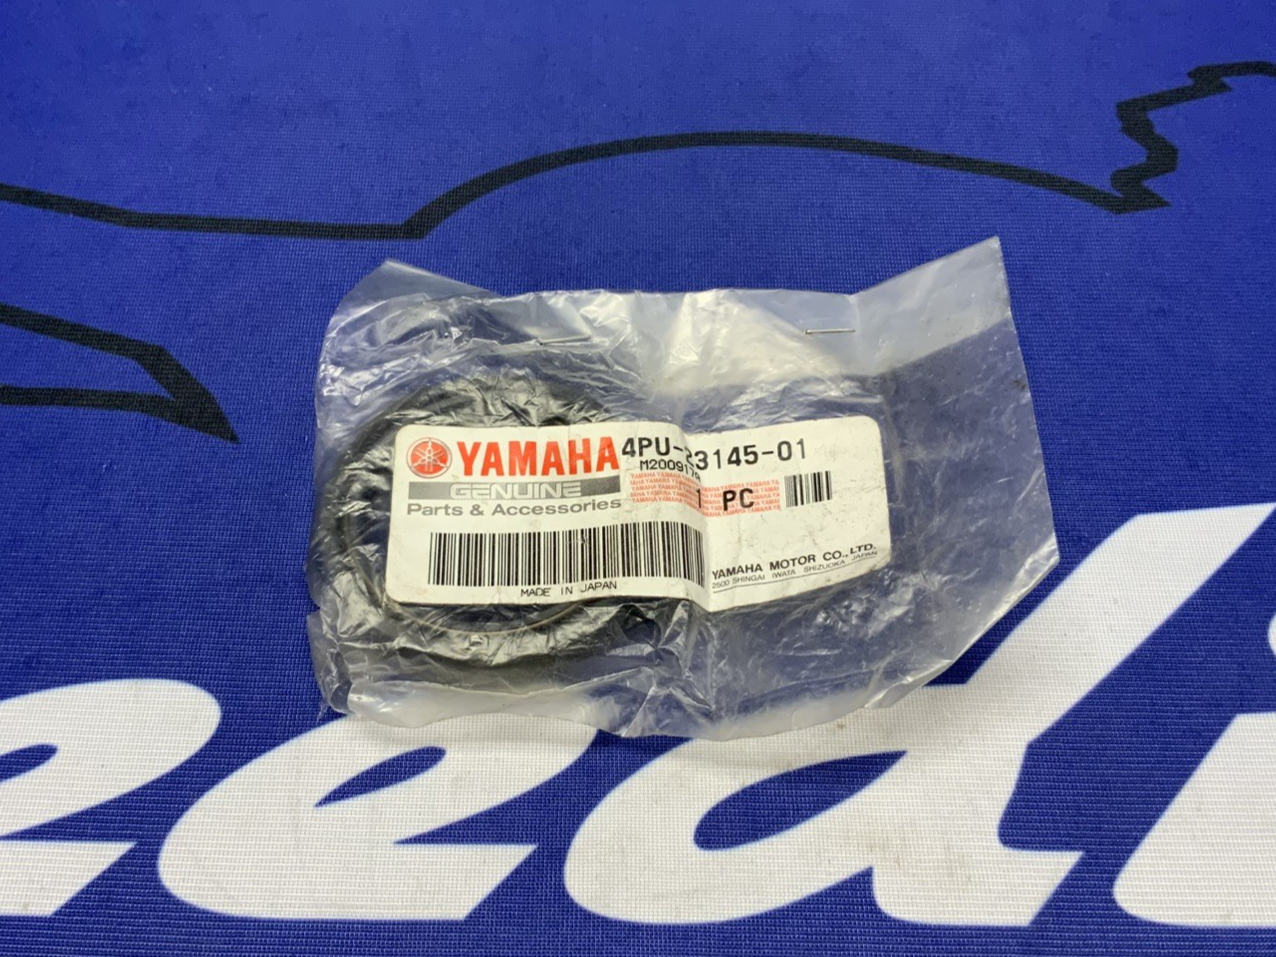 YAMAHA 4PU-23145-01
M200917
GENUINE
Parts & Accessories
1 PC
MADE IN JAPAN
YAMAHA MOTOR CO., LTD.
2500 SHINGAI IWATA SHIZUOKA JAPAN
eedi